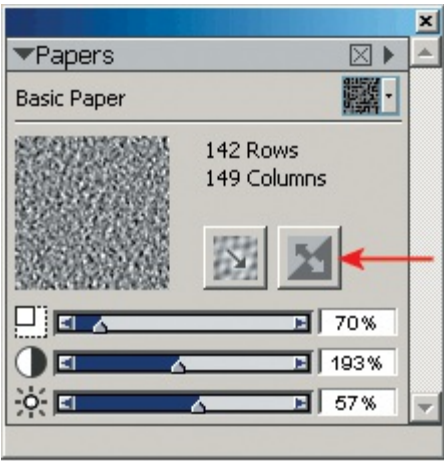 Papers
Basic Paper
142 Rows
149 Columns
70%
193%
57%